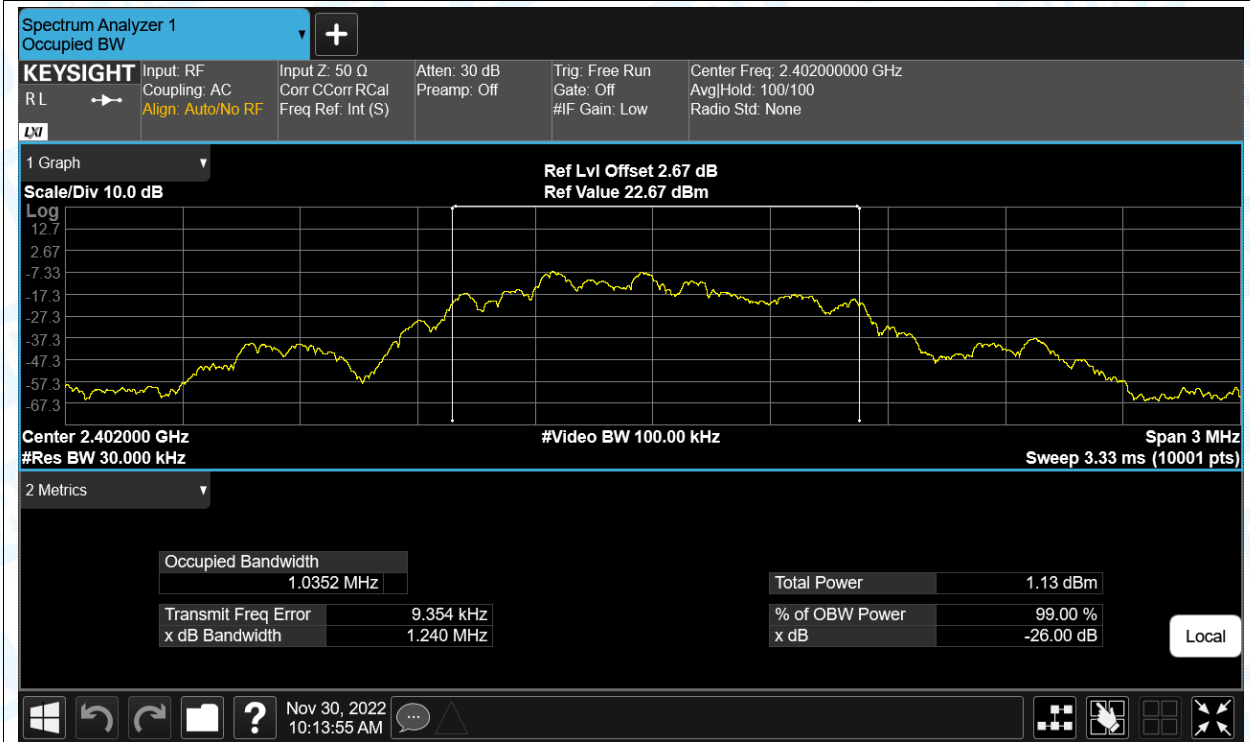 Spectrum Analyzer 1
Occupied BW
KEYSIGHT
R L
LXI
Input: RF
Coupling: AC
Align: Auto/No RF
Input Z: 50 Ω
Corr CCorr RCal
Freq Ref: Int (S)
Atten: 30 dB
Preamp: Off
Trig: Free Run
Gate: Off
#IF Gain: Low
Center Freq: 2.402000000 GHz
Avg|Hold: 100/100
Radio Std: None
1 Graph
Scale/Div 10.0 dB
Ref Lvl Offset 2.67 dB
Ref Value 22.67 dBm
Log
12.7
2.67
-7.33
-17.3
-27.3
-37.3
-47.3
-57.3
-67.3
Center 2.402000 GHz
#Res BW 30.000 kHz
#Video BW 100.00 kHz
Span 3 MHz
Sweep 3.33 ms (10001 pts)
2 Metrics
Occupied Bandwidth
1.0352 MHz
Transmit Freq Error 9.354 kHz
x dB Bandwidth 1.240 MHz
Total Power 1.13 dBm
% of OBW Power 99.00 %
x dB -26.00 dB
Local
?
Nov 30, 2022
10:13:55 AM